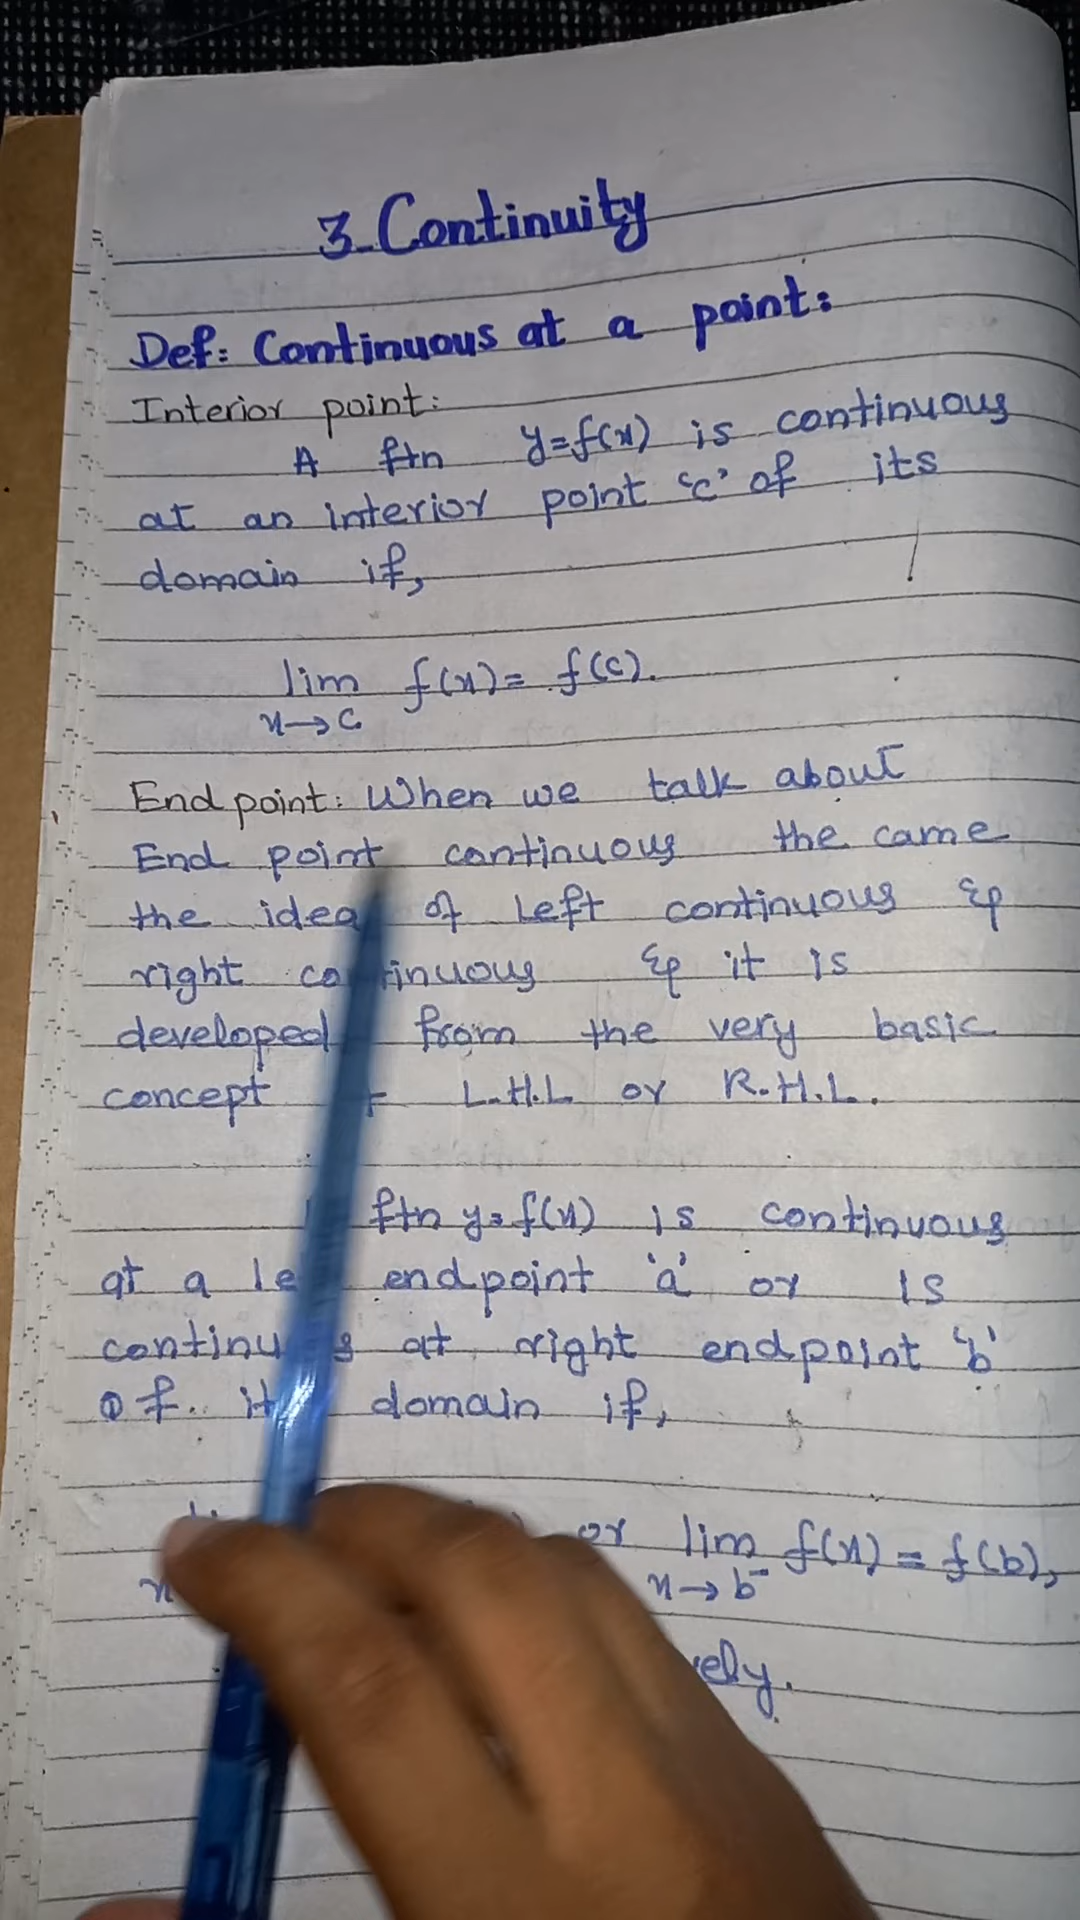 3. Continuity
Def: Continuous at a point:
Interior point:
A ftn y=f(x) is continuous
at an interior point 'c' of its
domain if,
lim f(x) = f(c).
x→c
End point: When we talk about
End point continuous the came
the idea of Left continuous &
right continuous & it is
developed from the very basic
concept L.H.L or R.H.L.
ftn y=f(x) is continuous
at a endpoint 'a' or is
at right endpoint 'b'
of domain if,
or lim f(x) = f(b),
x→b⁻